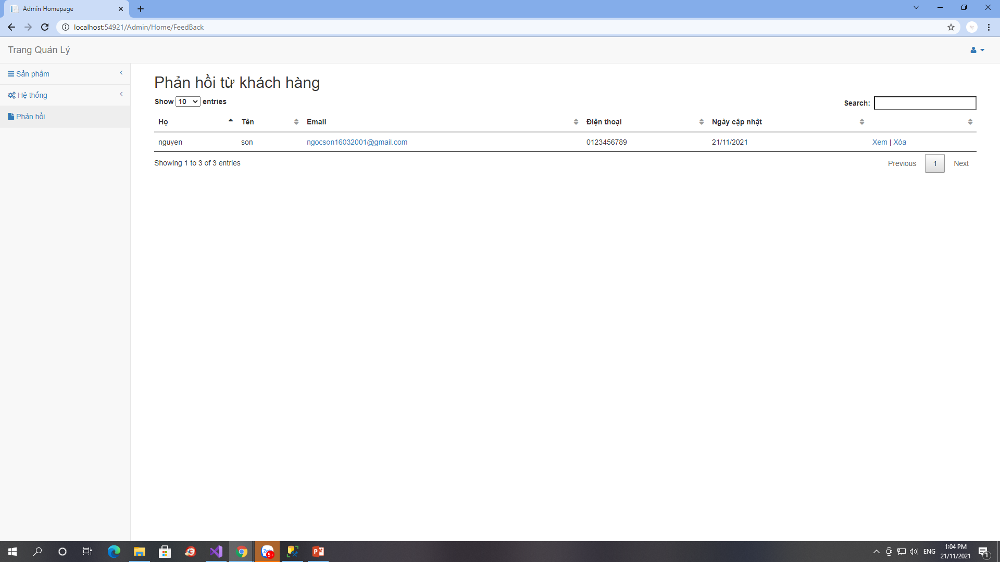 Admin Homepage
localhost:54921/Admin/Home/FeedBack
Trang Quản Lý
Sản phẩm
Hệ thống
Phản hồi
Phản hồi từ khách hàng
Show 10 entries
Search:
Họ Tên Email Điện thoại Ngày cập nhật
nguyen son ngocson16032001@gmail.com 0123456789 21/11/2021 Xem | Xóa
Showing 1 to 3 of 3 entries
Previous 1 Next
Zalo
5+
ENG
1:04 PM
21/11/2021
1